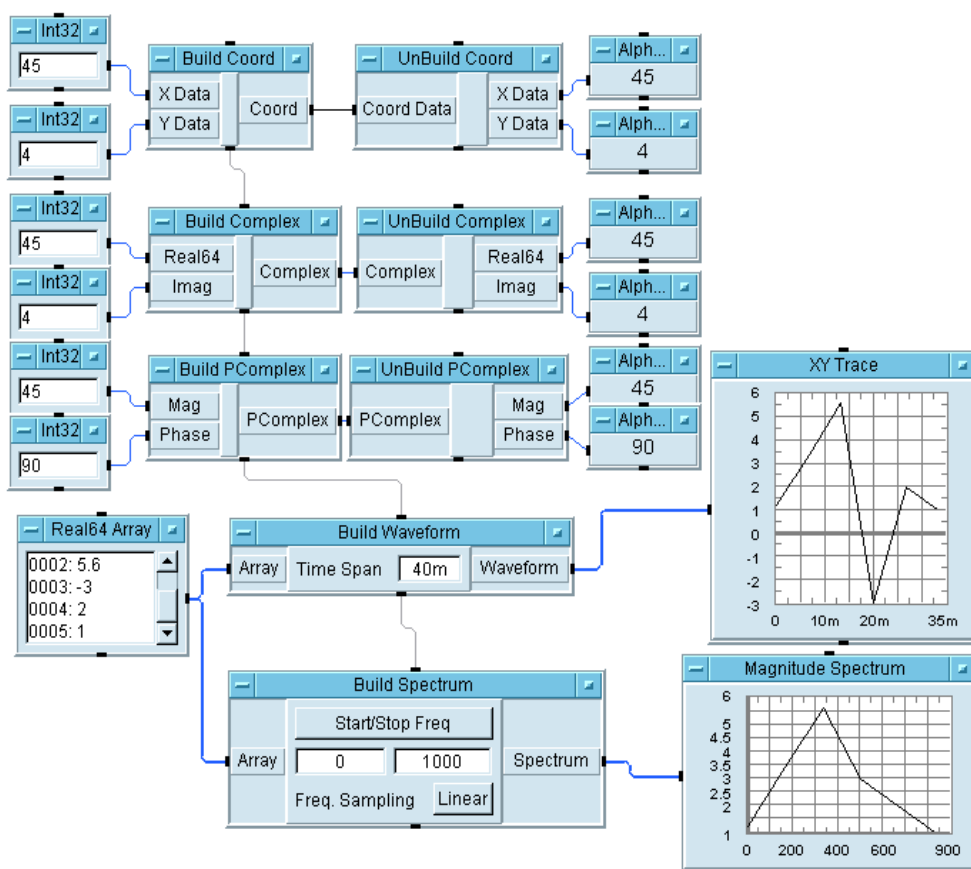 Int32
45
Int32
4
Build Coord
X Data
Y Data
Coord
UnBuild Coord
Coord Data
X Data
Y Data
Alph...
45
Alph...
4
Int32
45
Int32
4
Build Complex
Real64
Imag
Complex
UnBuild Complex
Complex
Real64
Imag
Alph...
45
Alph...
4
Int32
45
Int32
90
Build PComplex
Mag
Phase
PComplex
UnBuild PComplex
PComplex
Mag
Phase
Alph...
45
Alph...
90
XY Trace
6
5
4
3
2
1
0
-1
-2
-3
0 10m 20m 35m
Real64 Array
0002: 5.6
0003: -3
0004: 2
0005: 1
Build Waveform
Array Time Span 40m Waveform
Build Spectrum
Start/Stop Freq
Array 0 1000 Spectrum
Freq. Sampling Linear
Magnitude Spectrum
6
5
4.5
4
3.5
3
2.5
2
1
0 200 400 600 900